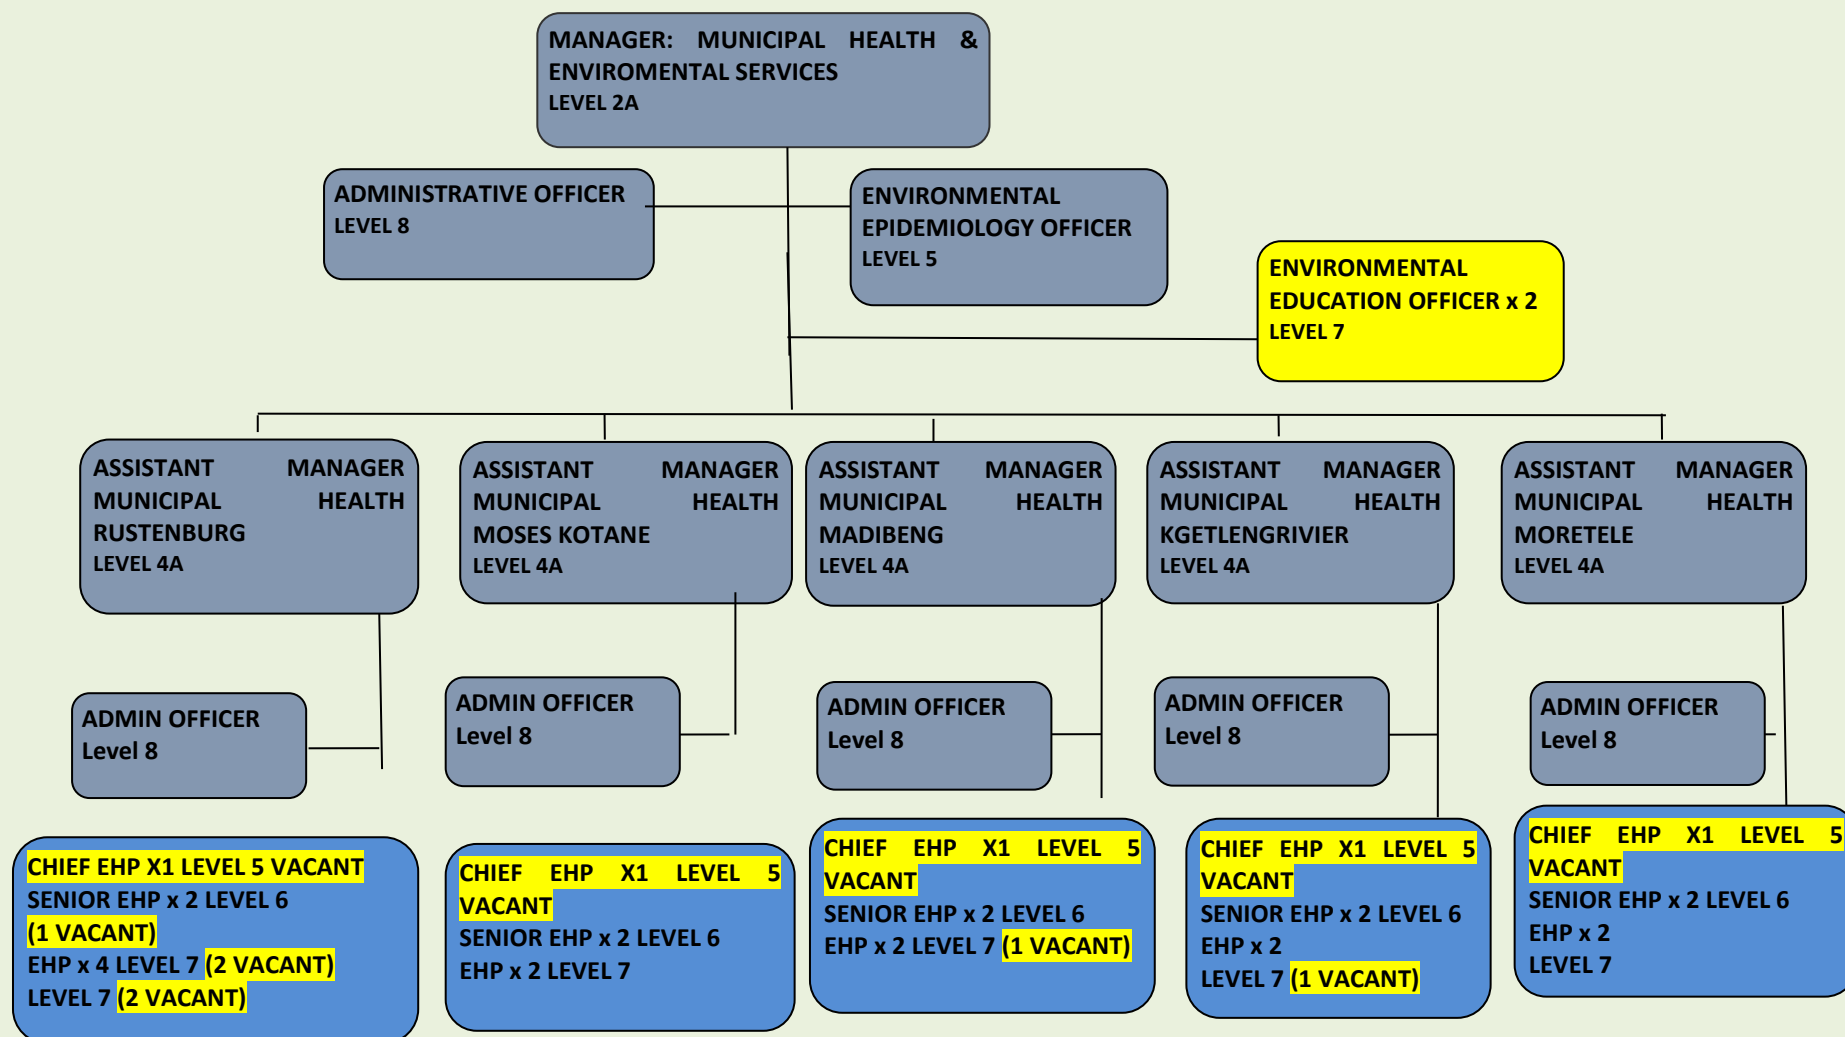 MANAGER: MUNICIPAL HEALTH &
ENVIROMENTAL SERVICES
LEVEL 2A
ADMINISTRATIVE OFFICER
LEVEL 8
ENVIRONMENTAL
EPIDEMIOLOGY OFFICER
LEVEL 5
ENVIRONMENTAL
EDUCATION OFFICER x 2
LEVEL 7
ASSISTANT MANAGER
MUNICIPAL HEALTH
RUSTENBURG
LEVEL 4A
ASSISTANT MANAGER
MUNICIPAL HEALTH
MOSES KOTANE
LEVEL 4A
ASSISTANT MANAGER
MUNICIPAL HEALTH
MADIBENG
LEVEL 4A
ASSISTANT MANAGER
MUNICIPAL HEALTH
KGETLENGRIVIER
LEVEL 4A
ASSISTANT MANAGER
MUNICIPAL HEALTH
MORETELE
LEVEL 4A
ADMIN OFFICER
Level 8
ADMIN OFFICER
Level 8
ADMIN OFFICER
Level 8
ADMIN OFFICER
Level 8
ADMIN OFFICER
Level 8
CHIEF EHP X1 LEVEL 5 VACANT
SENIOR EHP x 2 LEVEL 6
(1 VACANT)
EHP x 4 LEVEL 7 (2 VACANT)
LEVEL 7 (2 VACANT)
CHIEF EHP X1 LEVEL 5
VACANT
SENIOR EHP x 2 LEVEL 6
EHP x 2 LEVEL 7
CHIEF EHP X1 LEVEL 5
VACANT
SENIOR EHP x 2 LEVEL 6
EHP x 2 LEVEL 7 (1 VACANT)
CHIEF EHP X1 LEVEL 5
VACANT
SENIOR EHP x 2 LEVEL 6
EHP x 2
LEVEL 7 (1 VACANT)
CHIEF EHP X1 LEVEL 5
VACANT
SENIOR EHP x 2 LEVEL 6
EHP x 2
LEVEL 7